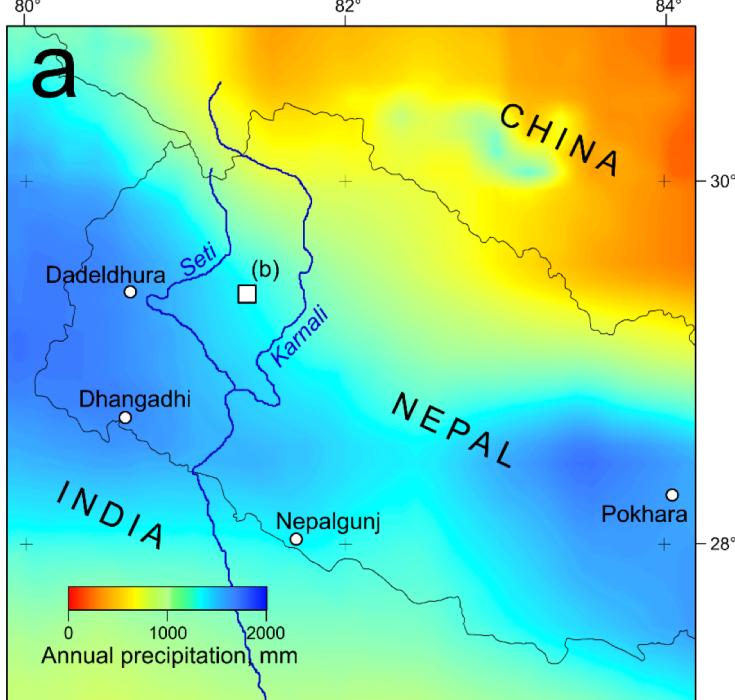 80° 82° 84°
a
CHINA
30°
Seti
(b)
Dadeldhura
Karnali
Dhangadhi
NEPAL
INDIA
Pokhara
Nepalgunj
28°
0 1000 2000
Annual precipitation, mm